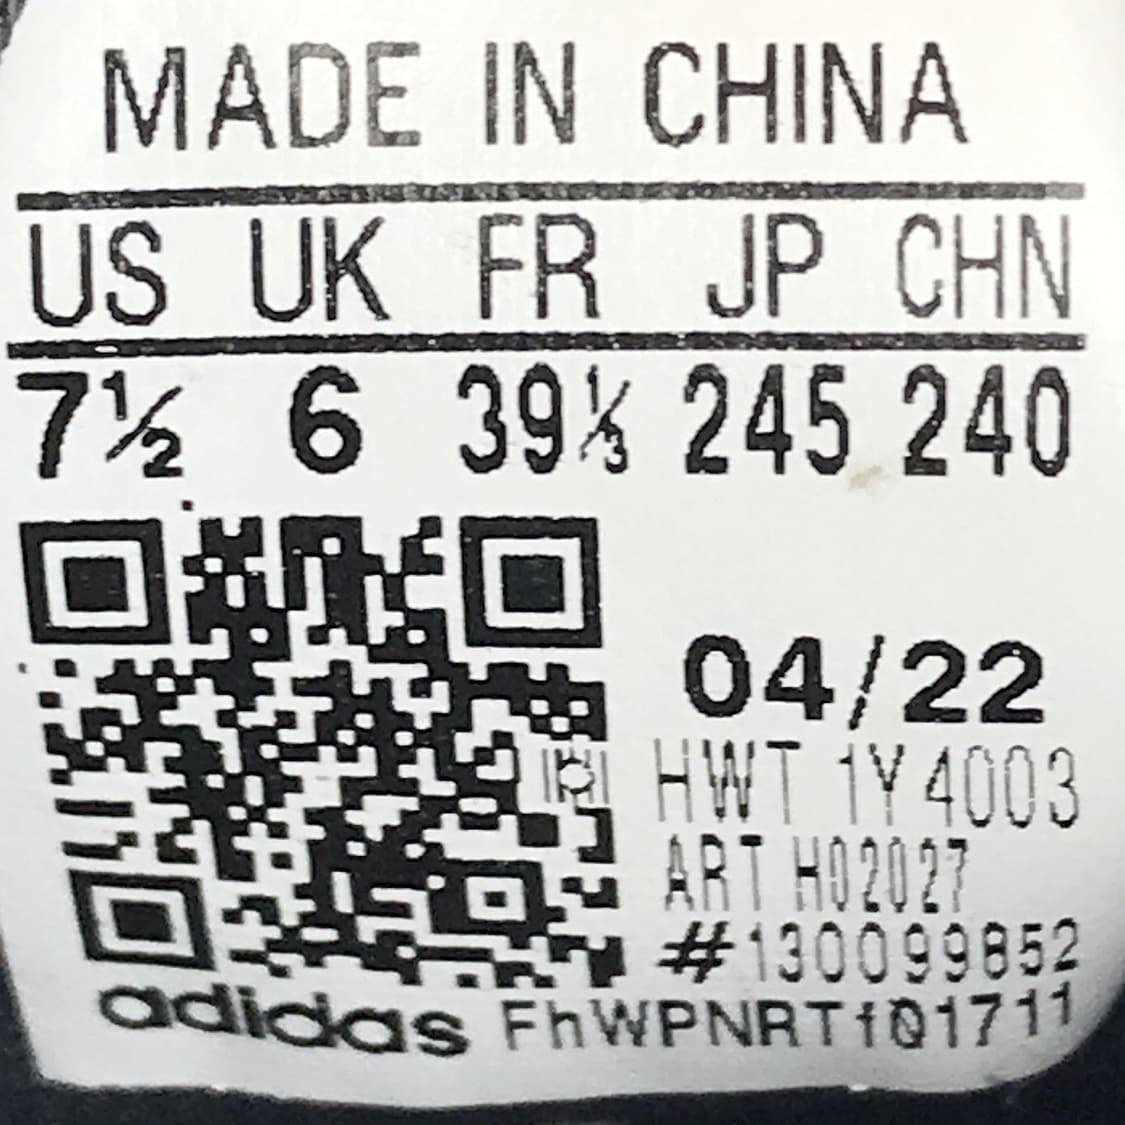 MADE IN CHINA
US UK FR JP CHN
7½ 6 39⅓ 245 240
04/22
HWT 1Y4003
ART H02027
#130099852
adidas FhWPNRTf01711